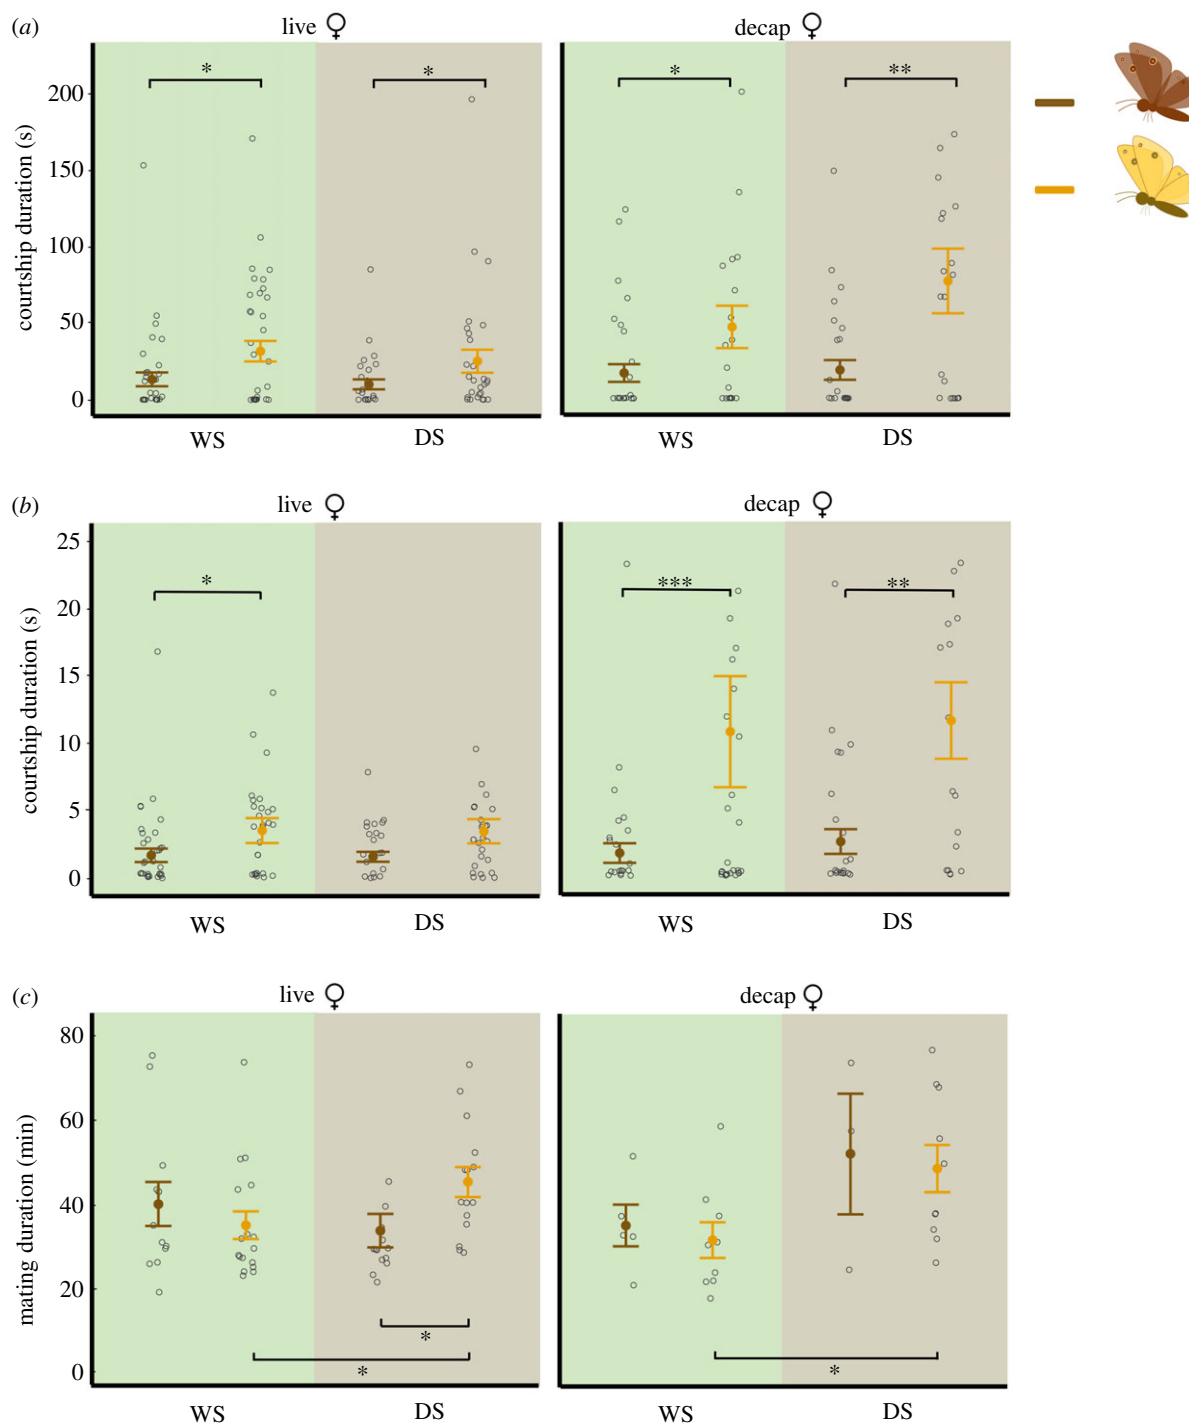 (a) live ♀ decap ♀
200
150
100
50
0
courtship duration (s)
* * * **
WS DS WS DS
(b) live ♀ decap ♀
25
20
15
10
5
0
courtship duration (s)
* *** **
WS DS WS DS
(c) live ♀ decap ♀
80
60
40
20
0
mating duration (min)
*
* *
WS DS WS DS